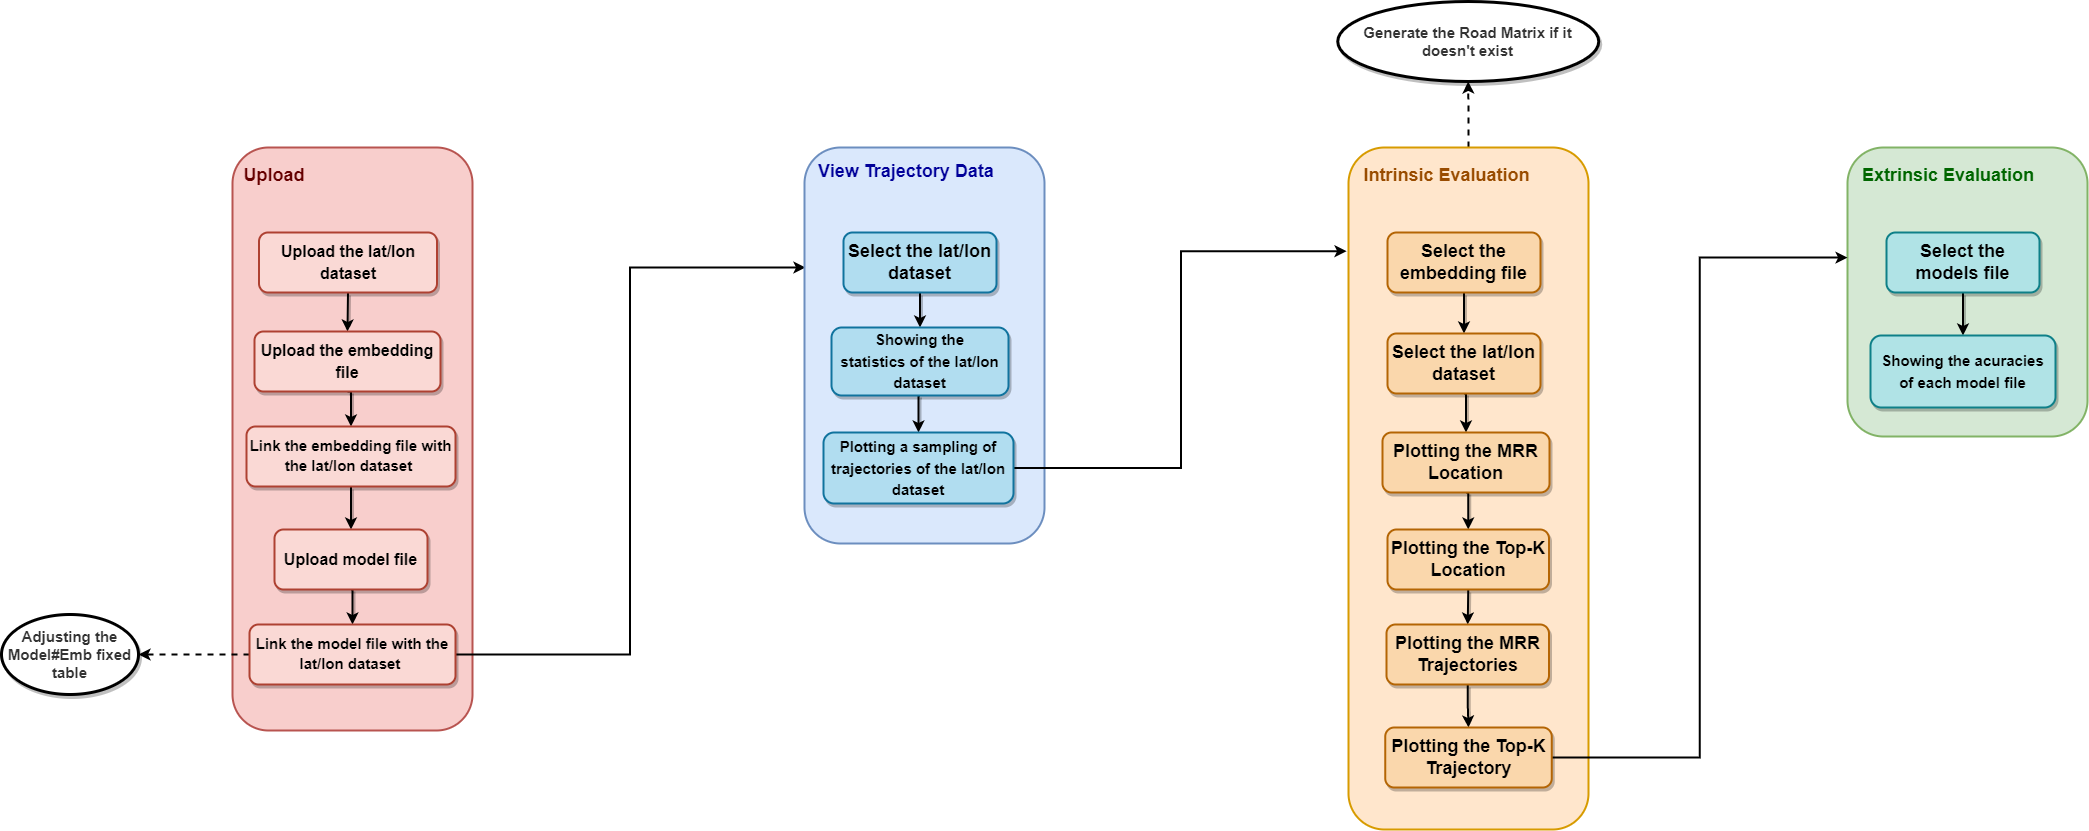 Generate the Road Matrix if it
doesn't exist
Upload
Upload the lat/lon
dataset
Upload the embedding
file
Link the embedding file with
the lat/lon dataset
Upload model file
Link the model file with the
lat/lon dataset
Adjusting the
Model#Emb fixed
table
View Trajectory Data
Select the lat/lon
dataset
Showing the
statistics of the lat/lon
dataset
Plotting a sampling of
trajectories of the lat/lon
dataset
Intrinsic Evaluation
Select the
embedding file
Select the lat/lon
dataset
Plotting the MRR
Location
Plotting the Top-K
Location
Plotting the MRR
Trajectories
Plotting the Top-K
Trajectory
Extrinsic Evaluation
Select the
models file
Showing the acuracies
of each model file